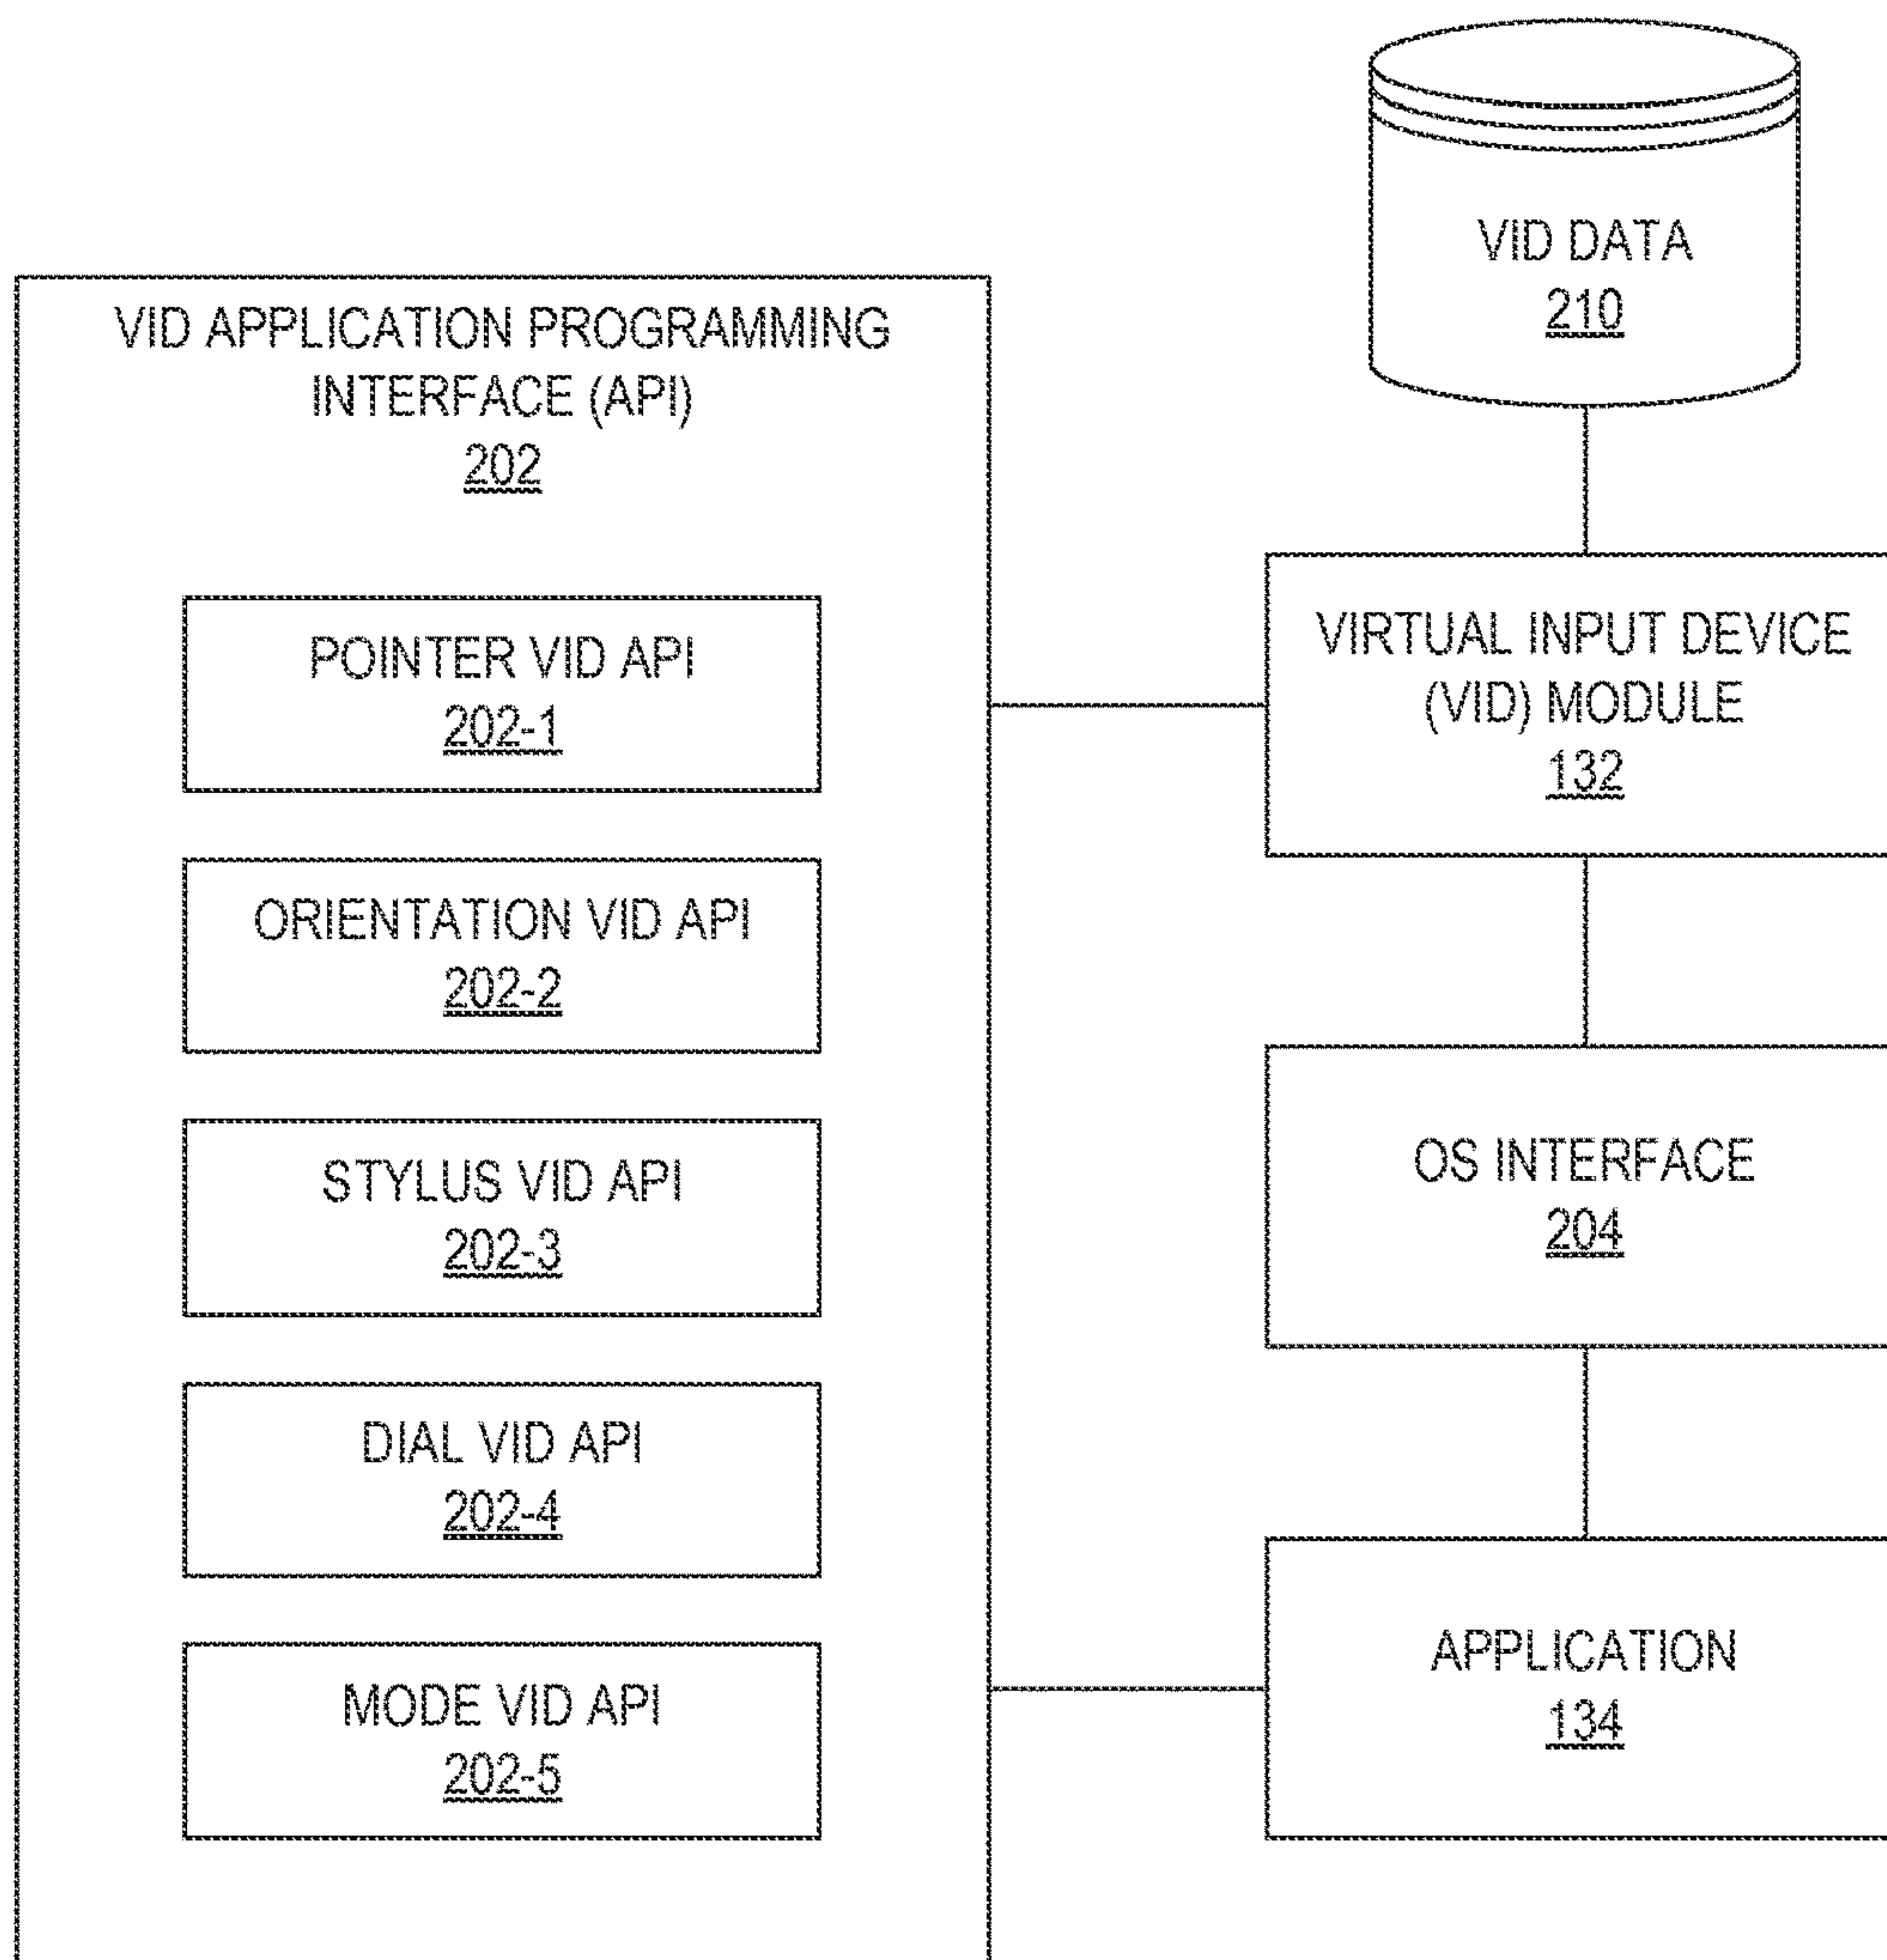 VID APPLICATION PROGRAMMING
INTERFACE (API)
202
POINTER VID API
202-1
ORIENTATION VID API
202-2
STYLUS VID API
202-3
DIAL VID API
202-4
MODE VID API
202-5
VID DATA
210
VIRTUAL INPUT DEVICE
(VID) MODULE
132
OS INTERFACE
204
APPLICATION
134